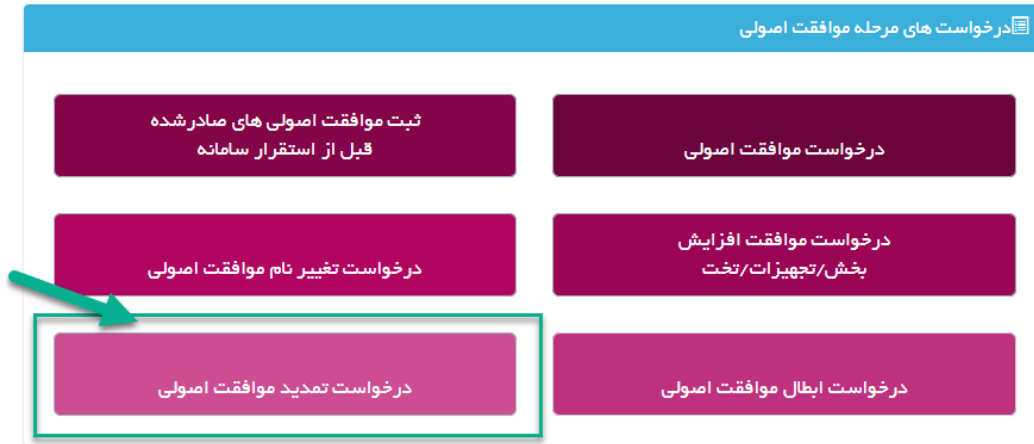 درخواست های مرحله موافقت اصولی
درخواست موافقت اصولی
ثبت موافقت اصولی های صادرشده
قبل از استقرار سامانه
درخواست موافقت افزایش
بخش/تجهیزات/تخت
درخواست تغییر نام موافقت اصولی
درخواست ابطال موافقت اصولی
درخواست تمدید موافقت اصولی